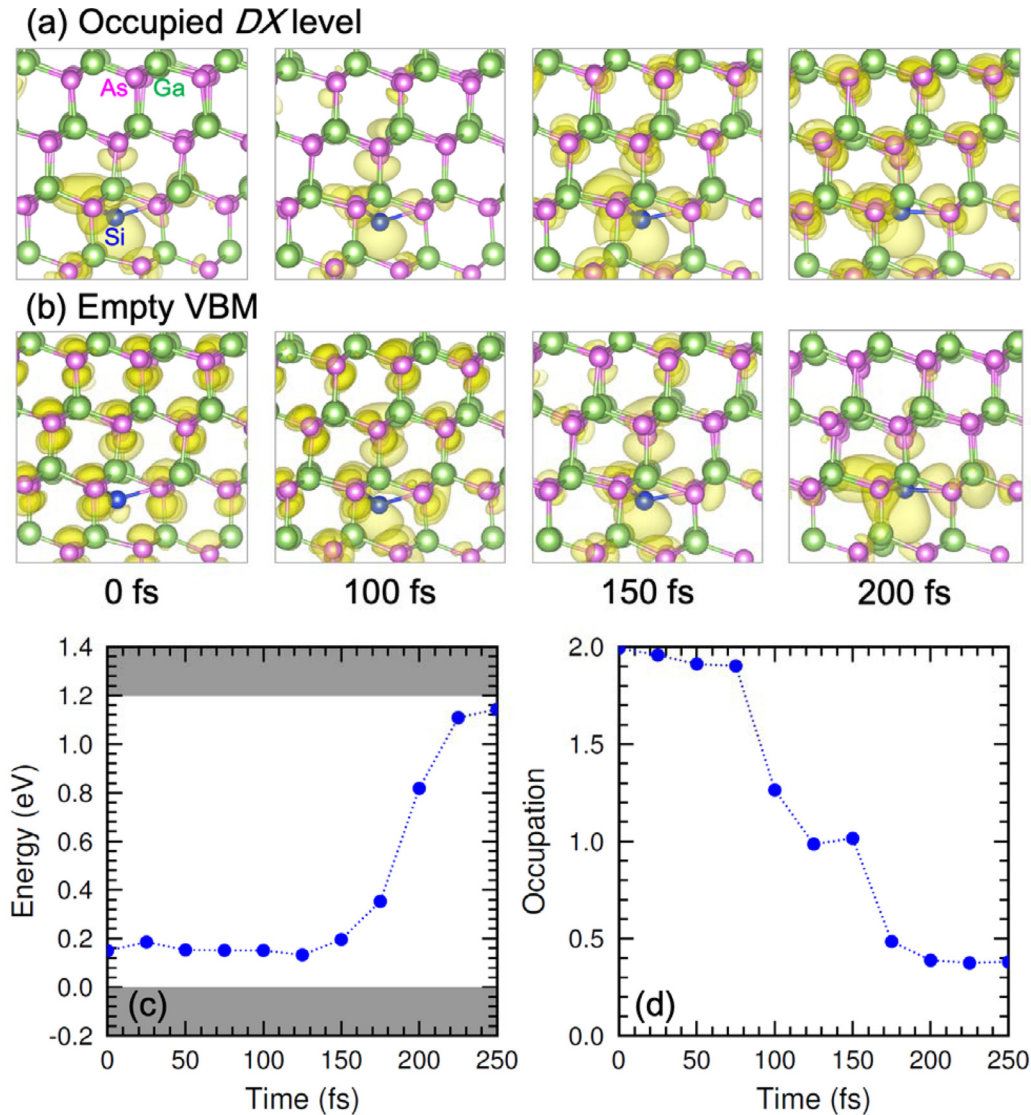 (a) Occupied DX level
As Ga
Si
(b) Empty VBM
0 fs 100 fs 150 fs 200 fs
1.4
1.2
1.0
0.8
0.6
0.4
0.2
0.0
-0.2
Energy (eV)
(c)
0 50 100 150 200 250
Time (fs)
2.0
1.5
1.0
0.5
0.0
Occupation
(d)
0 50 100 150 200 250
Time (fs)